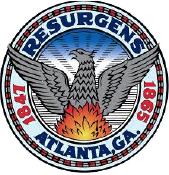 RESURGENS
1847
1865
ATLANTA, GA.